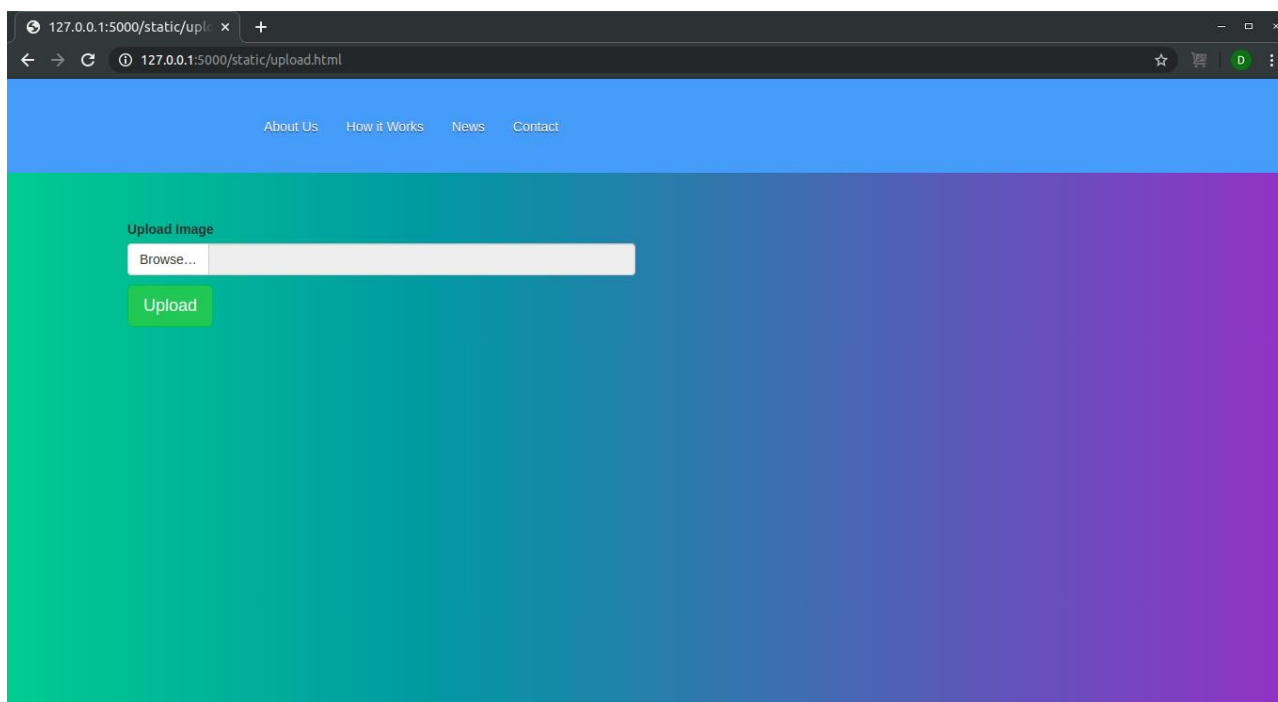 127.0.0.1:5000/static/uplo
127.0.0.1:5000/static/upload.html
D
About Us How it Works News Contact
Upload Image
Browse...
Upload